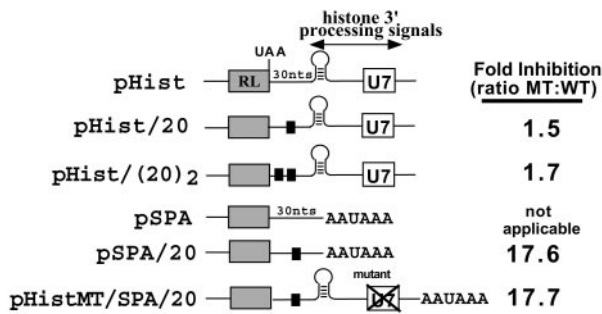 histone 3'
processing signals
UAA
pHist RL 30nts U7
Fold Inhibition
(ratio MT:WT)
pHist/20 1.5
pHist/(20)2 U7 1.7
pSPA 30nts AAUAAA not
applicable
pSPA/20 AAUAAA 17.6
mutant
pHistMT/SPA/20 U7 AAUAAA 17.7